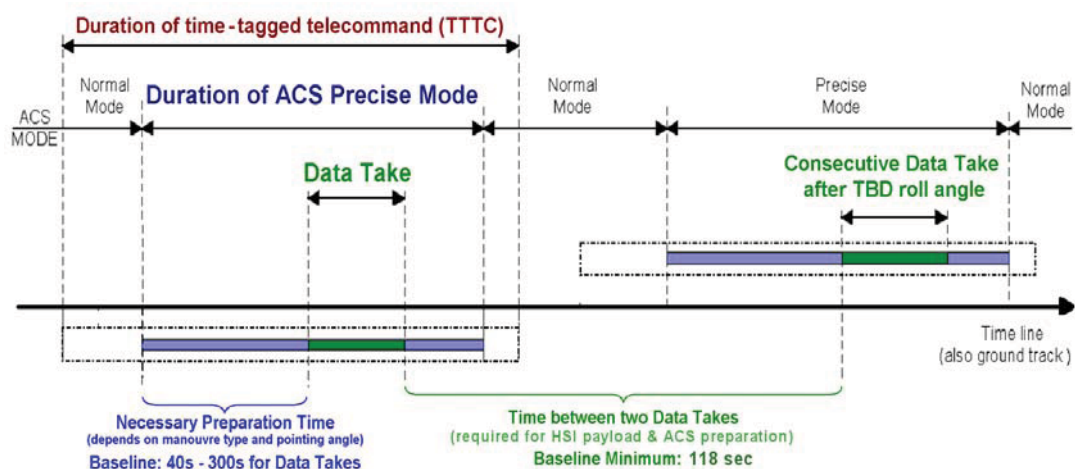 Duration of time-tagged telecommand (TTTC)
Normal
Mode
Duration of ACS Precise Mode
Normal
Mode
Precise
Mode
Normal
Mode
ACS
MODE
Data Take
Consecutive Data Take
after TBD roll angle
Time line
(also ground track)
Necessary Preparation Time
(depends on manouvre type and pointing angle)
Baseline: 40s - 300s for Data Takes
Time between two Data Takes
(required for HSI payload & ACS preparation)
Baseline Minimum: 118 sec